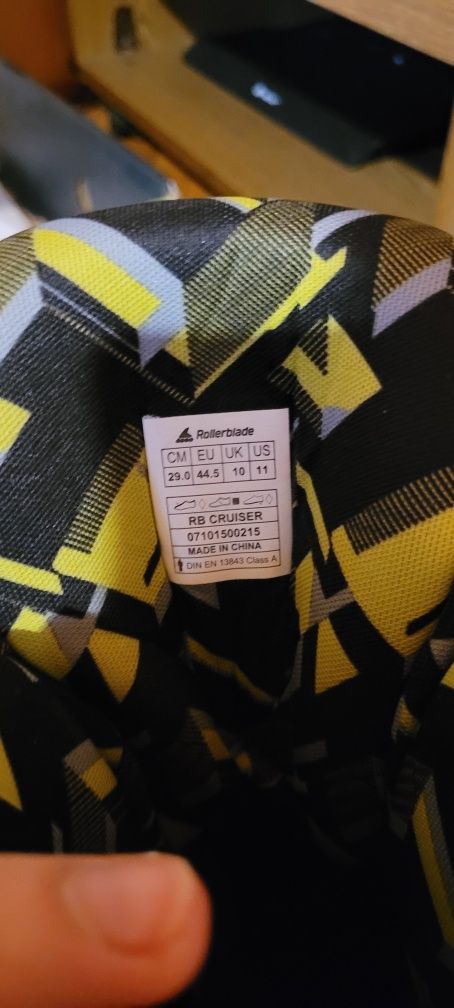 Rollerblade
CM EU UK US
29.0 44.5 10 11
RB CRUISER
07101500215
MADE IN CHINA
DIN EN 13843 Class A